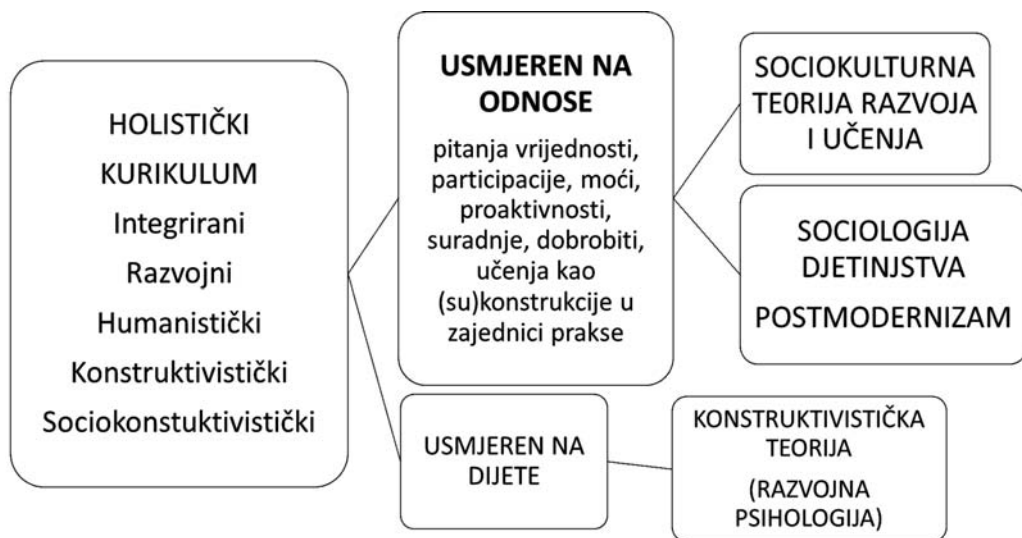 HOLISTIČKI
KURIKULUM
Integrirani
Razvojni
Humanistički
Konstruktivistički
Sociokonstuktivistički
USMJEREN NA
ODNOSE
pitanja vrijednosti,
participacije, moći,
proaktivnosti,
suradnje, dobrobiti,
učenja kao
(su)konstrukcije u
zajednici prakse
USMJEREN NA
DIJETE
SOCIOKULTURNA
TE0RIJA RAZVOJA
I UČENJA
SOCIOLOGIJA
DJETINJSTVA
POSTMODERNIZAM
KONSTRUKTIVISTIČKA
TEORIJA
(RAZVOJNA
PSIHOLOGIJA)